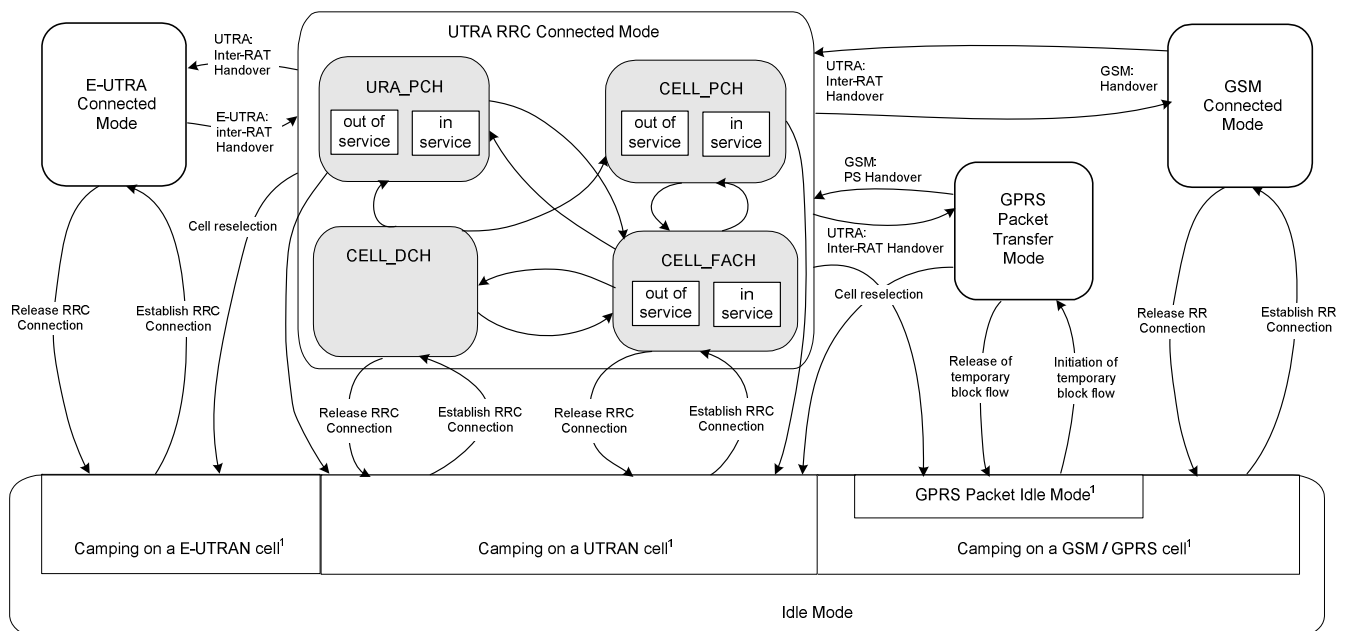 UTRA RRC Connected Mode
E-UTRA
Connected
Mode
UTRA:
Inter-RAT
Handover
E-UTRA:
inter-RAT
Handover
URA_PCH
out of
service
in
service
CELL_PCH
out of
service
in
service
CELL_DCH
CELL_FACH
out of
service
in
service
UTRA:
Inter-RAT
Handover
GSM:
Handover
GSM
Connected
Mode
GSM:
PS Handover
UTRA:
Inter-RAT Handover
GPRS
Packet
Transfer
Mode
Cell reselection
Cell reselection
Release RRC
Connection
Establish RRC
Connection
Release RRC
Connection
Establish RRC
Connection
Release RRC
Connection
Establish RRC
Connection
Release of
temporary
block flow
Initiation of
temporary
block flow
Release RR
Connection
Establish RR
Connection
GPRS Packet Idle Mode¹
Camping on a E-UTRAN cell¹
Camping on a UTRAN cell¹
Camping on a GSM / GPRS cell¹
Idle Mode